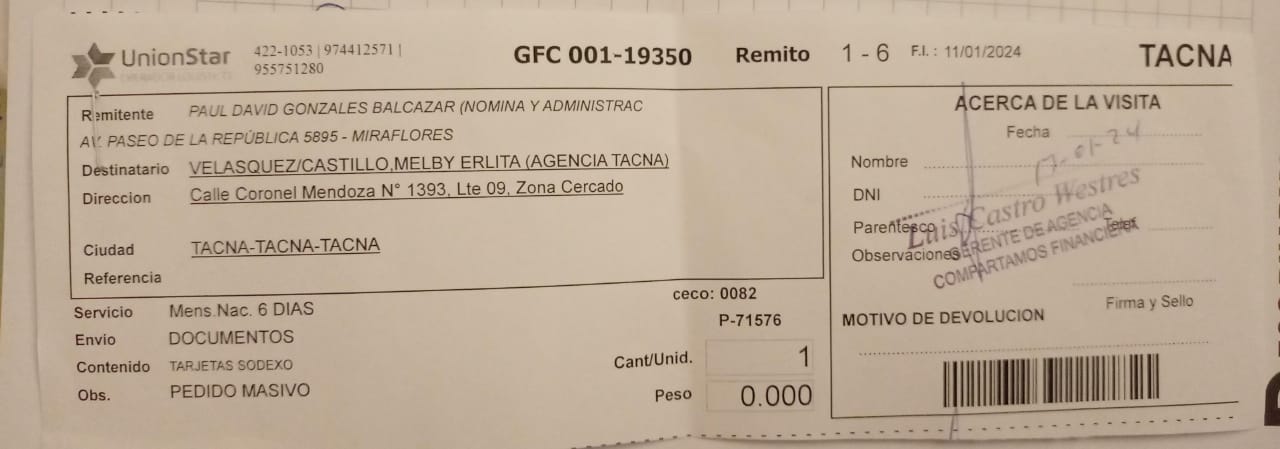 UnionStar
422-1053 | 974412571 |
955751280
GFC 001-19350 Remito 1 - 6 F.I. : 11/01/2024 TACNA
Remitente PAUL DAVID GONZALES BALCAZAR (NOMINA Y ADMINISTRAC
AV. PASEO DE LA REPÚBLICA 5895 - MIRAFLORES
Destinatario VELASQUEZ/CASTILLO,MELBY ERLITA (AGENCIA TACNA)
Direccion Calle Coronel Mendoza N° 1393, Lte 09, Zona Cercado
Ciudad TACNA-TACNA-TACNA
Referencia
Servicio Mens.Nac. 6 DIAS
Envio DOCUMENTOS
Contenido TARJETAS SODEXO
Obs. PEDIDO MASIVO
ceco: 0082
P-71576
Cant/Unid. 1
Peso 0.000
ACERCA DE LA VISITA
Fecha
17-01-24
Nombre
DNI
Parentesco Telef.
Observaciones
Luis Castro Westres
GERENTE DE AGENCIA
COMPARTAMOS FINANCIERA
Firma y Sello
MOTIVO DE DEVOLUCION